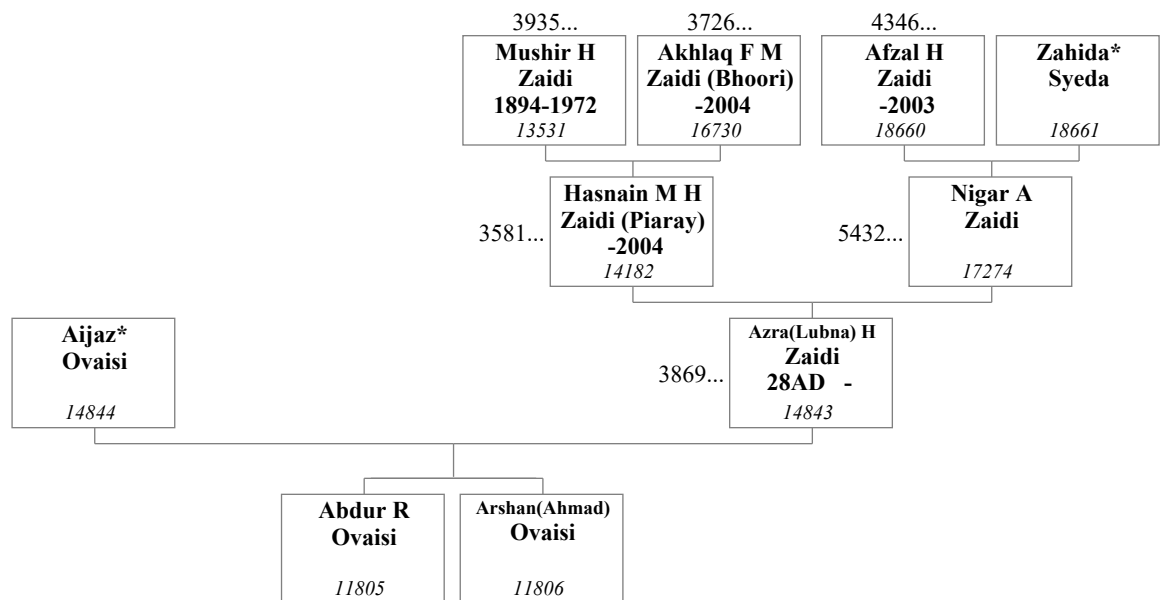 3935...
3726...
4346...
Mushir H
Zaidi
1894-1972
13531
Akhlaq F M
Zaidi (Bhoori)
-2004
16730
Afzal H
Zaidi
-2003
18660
Zahida*
Syeda
18661
3581...
Hasnain M H
Zaidi (Piaray)
-2004
14182
5432...
Nigar A
Zaidi
17274
Aijaz*
Ovaisi
14844
3869...
Azra(Lubna) H
Zaidi
28AD -
14843
Abdur R
Ovaisi
11805
Arshan(Ahmad)
Ovaisi
11806